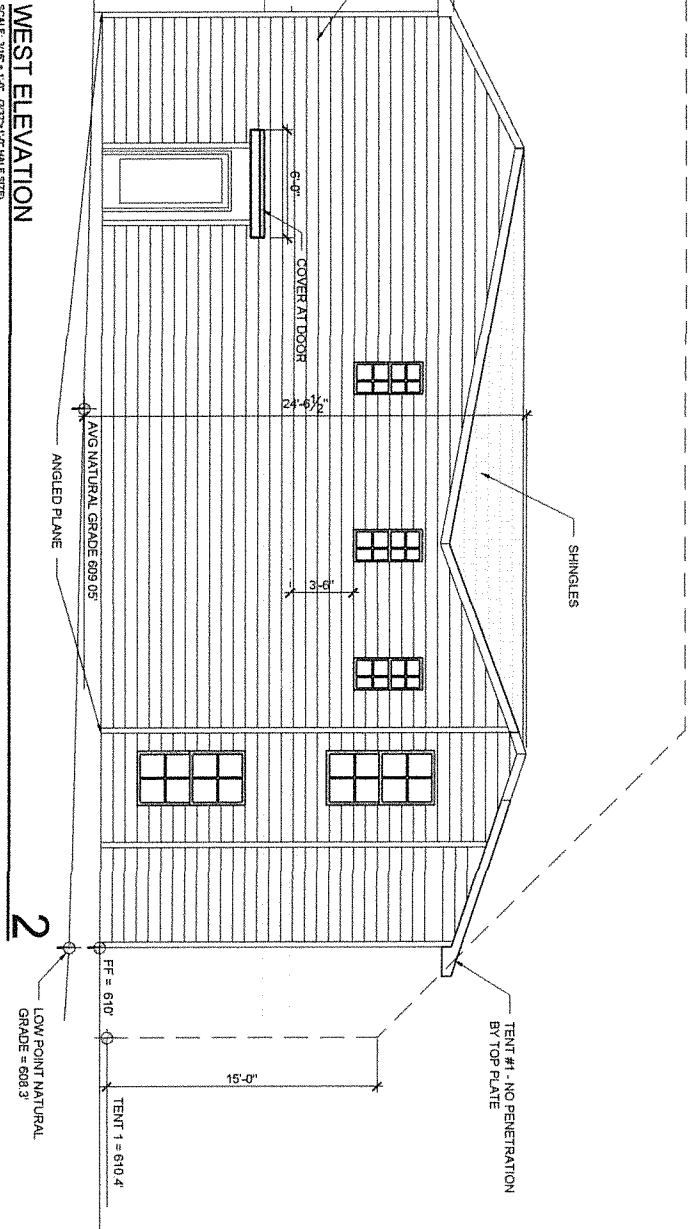 SHINGLES
TENT #1 - NO PENETRATION
BY TOP PLATE
6'-0"
COVER AT DOOR
24'-6 1/2"
3'-6"
15'-0"
AVG NATURAL GRADE 609.05'
ANGLED PLANE
FF = 610'
TENT 1 = 610.4'
LOW POINT NATURAL
GRADE = 608.3'
WEST ELEVATION
2